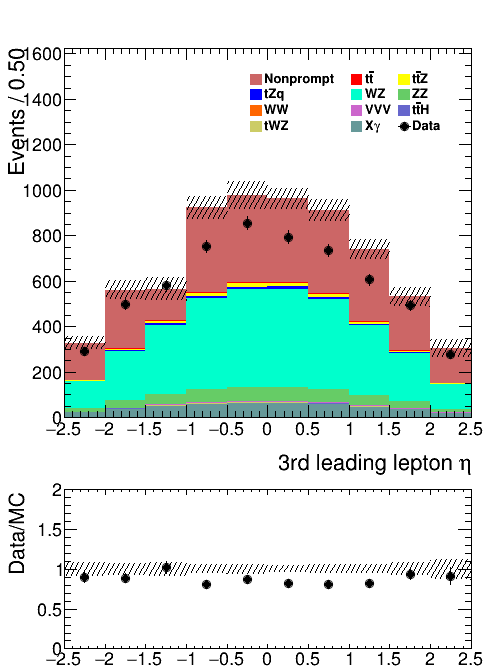 Events / 0.50
1600
1400
1200
1000
800
600
400
200
0
Nonprompt tt̄ tt̄Z
tZq WZ ZZ
WW VVV tt̄H
tWZ Xγ Data
−2.5 −2 −1.5 −1 −0.5 0 0.5 1 1.5 2 2.5
3rd leading lepton η
Data/MC
2
1.5
1
0.5
0
−2.5 −2 −1.5 −1 −0.5 0 0.5 1 1.5 2 2.5